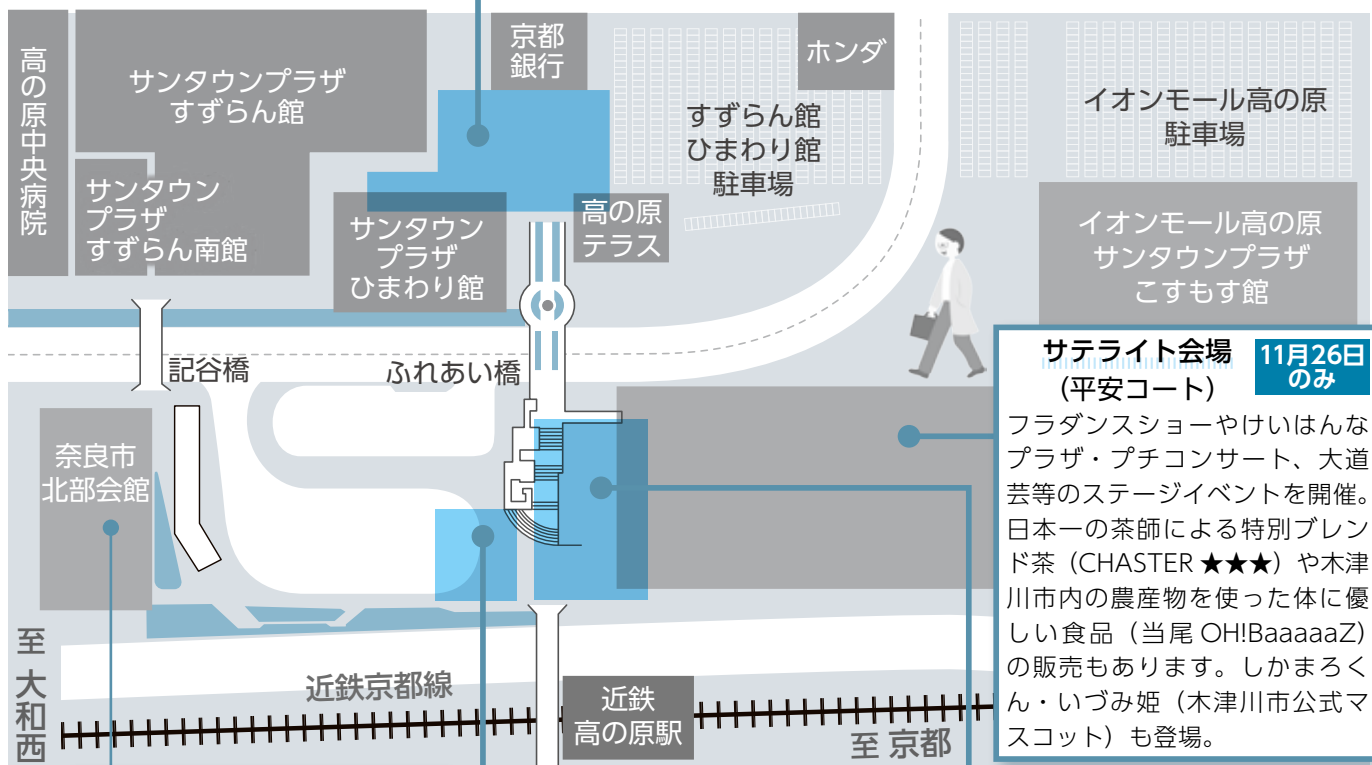 高の原中央病院
サンタウンプラザ
すずらん館
サンタウン
プラザ
すずらん南館
京都
銀行
サンタウン
プラザ
ひまわり館
高の原
テラス
すずらん館
ひまわり館
駐車場
ホンダ
イオンモール高の原
駐車場
イオンモール高の原
サンタウンプラザ
こすもす館
記谷橋
ふれあい橋
奈良市
北部会館
サテライト会場
(平安コート)
11月26日
のみ
フラダンスショーやけいはんな
プラザ・プチコンサート、大道
芸等のステージイベントを開催。
日本一の茶師による特別ブレン
ド茶（CHASTER ★★★）や木津
川市内の農産物を使った体に優
しい食品（当尾 OH!BaaaaaZ）
の販売もあります。しかまろく
ん・いづみ姫（木津川市公式マ
スコット）も登場。
至 大和西
近鉄京都線
近鉄
高の原駅
至 京都